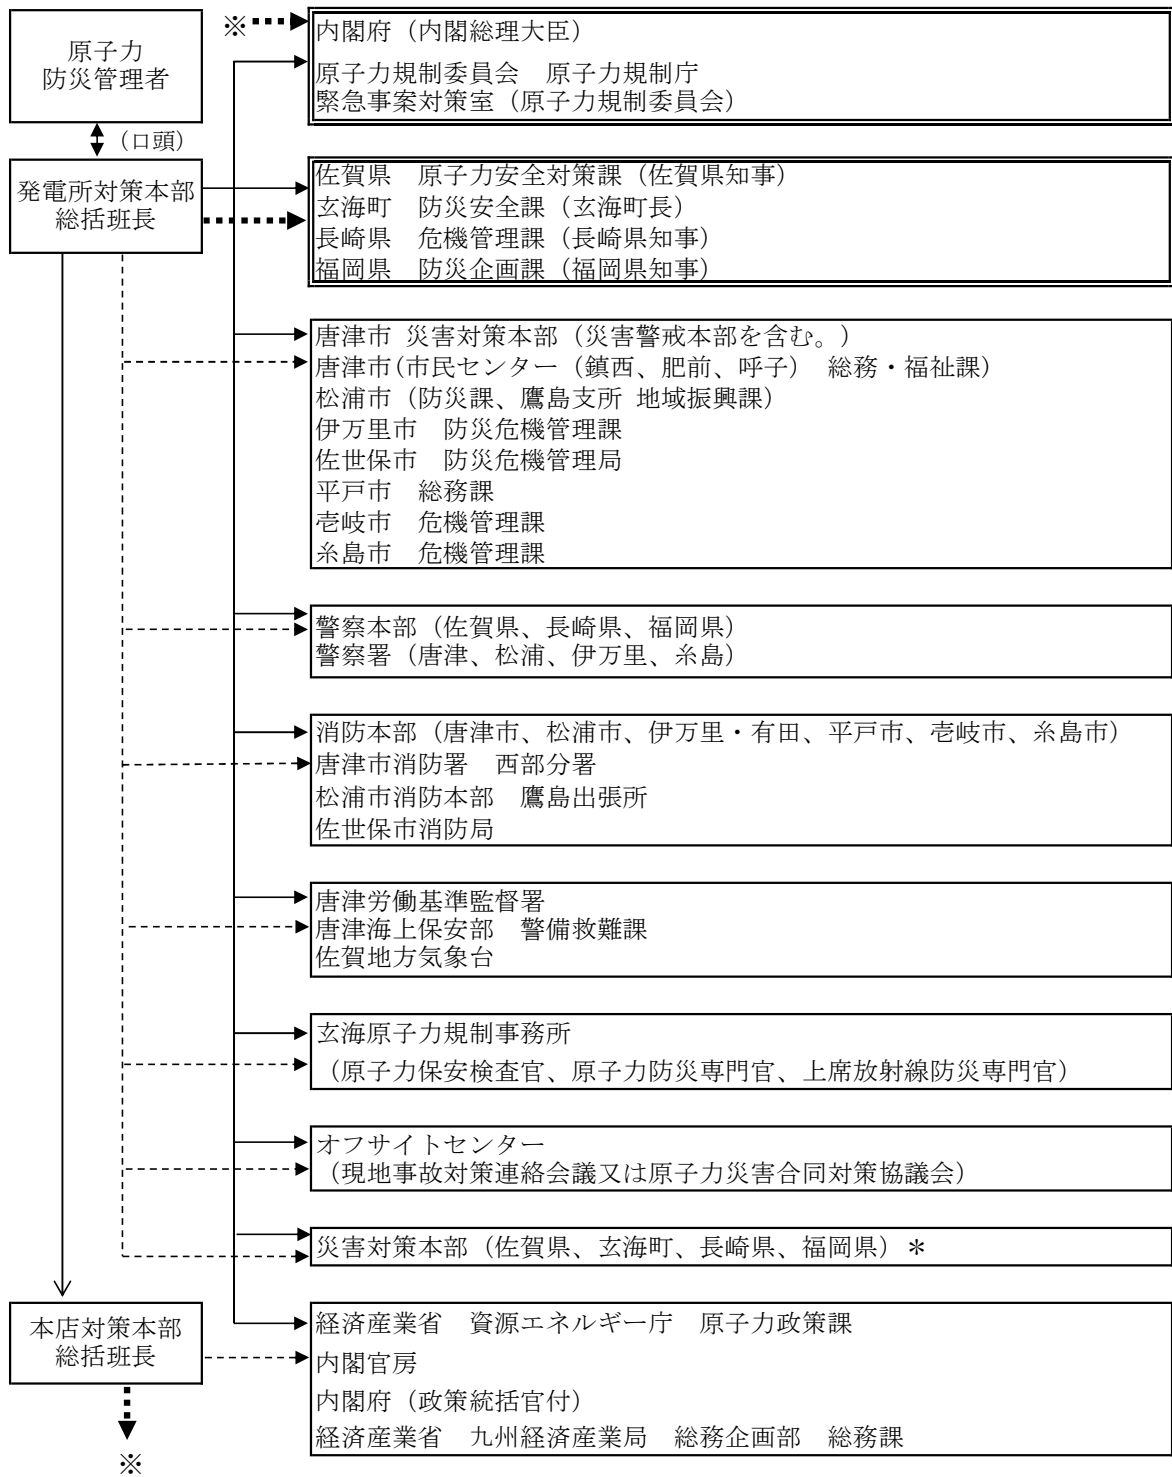 原子力
防災管理者
(口頭)
発電所対策本部
総括班長
※
内閣府（内閣総理大臣）
原子力規制委員会　原子力規制庁
緊急事案対策室（原子力規制委員会）
佐賀県　原子力安全対策課（佐賀県知事）
玄海町　防災安全課（玄海町長）
長崎県　危機管理課（長崎県知事）
福岡県　防災企画課（福岡県知事）
唐津市 災害対策本部（災害警戒本部を含む。）
唐津市(市民センター（鎮西、肥前、呼子） 総務・福祉課）
松浦市（防災課、鷹島支所 地域振興課）
伊万里市　防災危機管理課
佐世保市　防災危機管理局
平戸市　総務課
壱岐市　危機管理課
糸島市　危機管理課
警察本部（佐賀県、長崎県、福岡県）
警察署（唐津、松浦、伊万里、糸島）
消防本部（唐津市、松浦市、伊万里・有田、平戸市、壱岐市、糸島市）
唐津市消防署　西部分署
松浦市消防本部　鷹島出張所
佐世保市消防局
唐津労働基準監督署
唐津海上保安部　警備救難課
佐賀地方気象台
玄海原子力規制事務所
（原子力保安検査官、原子力防災専門官、上席放射線防災専門官）
オフサイトセンター
（現地事故対策連絡会議又は原子力災害合同対策協議会）
災害対策本部（佐賀県、玄海町、長崎県、福岡県）＊
本店対策本部
総括班長
※
経済産業省　資源エネルギー庁　原子力政策課
内閣官房
内閣府（政策統括官付）
経済産業省　九州経済産業局　総務企画部　総務課